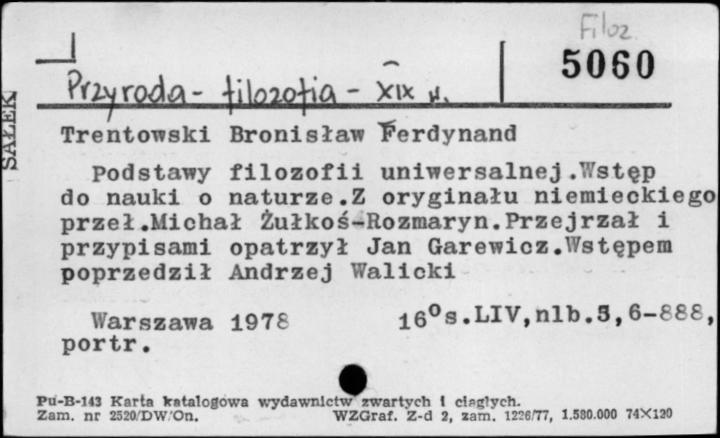 Filoz.
5060
Przyroda - filozofia - XIX w.
SAŁEK
Trentowski Bronisław Ferdynand
Podstawy filozofii uniwersalnej.Wstęp
do nauki o naturze.Z oryginału niemieckiego
przeł.Michał Żułkoś-Rozmaryn.Przejrzał i
przypisami opatrzył Jan Garewicz.Wstępem
poprzedził Andrzej Walicki
Warszawa 1978 16°s.LIV,nlb.5,6-888,
portr.
Pu-B-143 Karta katalogowa wydawnictw zwartych i ciągłych.
Zam. nr 2520/DW/On. WZGraf. Z-d 2, zam. 1226/77, 1.580.000 74×120